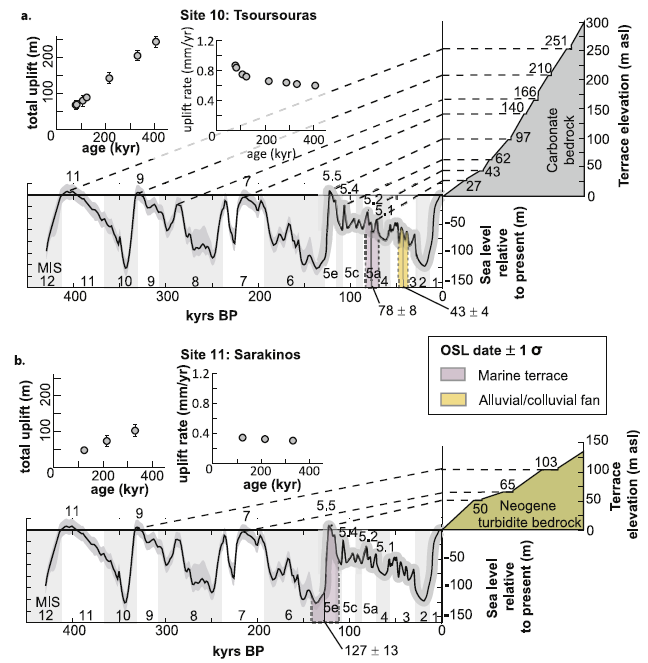 a.
Site 10: Tsoursouras
total uplift (m)
200
100
0
0
200
400
age (kyr)
uplift rate (mm/yr)
1.2
0.8
0.4
0
200
400
age (kyr)
300
250
200
150
100
50
0
Terrace elevation (m asl)
251
210
166
140
97
62
43
27
Carbonate
bedrock
11
9
7
5.5
5.4
5.2
5.1
-50
-100
-150
Sea level
relative
to present (m)
MIS
12
11
10
9
8
7
6
5e
5c
5a
4
3
2
1
400
300
200
100
0
kyrs BP
78 ± 8
43 ± 4
OSL date ± 1 σ
Marine terrace
Alluvial/colluvial fan
b.
Site 11: Sarakinos
total uplift (m)
200
100
0
0
200
400
age (kyr)
uplift rate (mm/yr)
1.2
0.8
0.4
0
0
200
400
age (kyr)
150
100
50
0
Terrace
elevation (m asl)
103
65
50
Neogene
turbidite bedrock
11
9
7
5.5
5.4
5.2
5.1
-50
-100
-150
Sea level
relative
to present (m)
MIS
12
11
10
9
8
7
6
5e
5c
5a
4
3
2
1
400
300
200
100
0
kyrs BP
127 ± 13